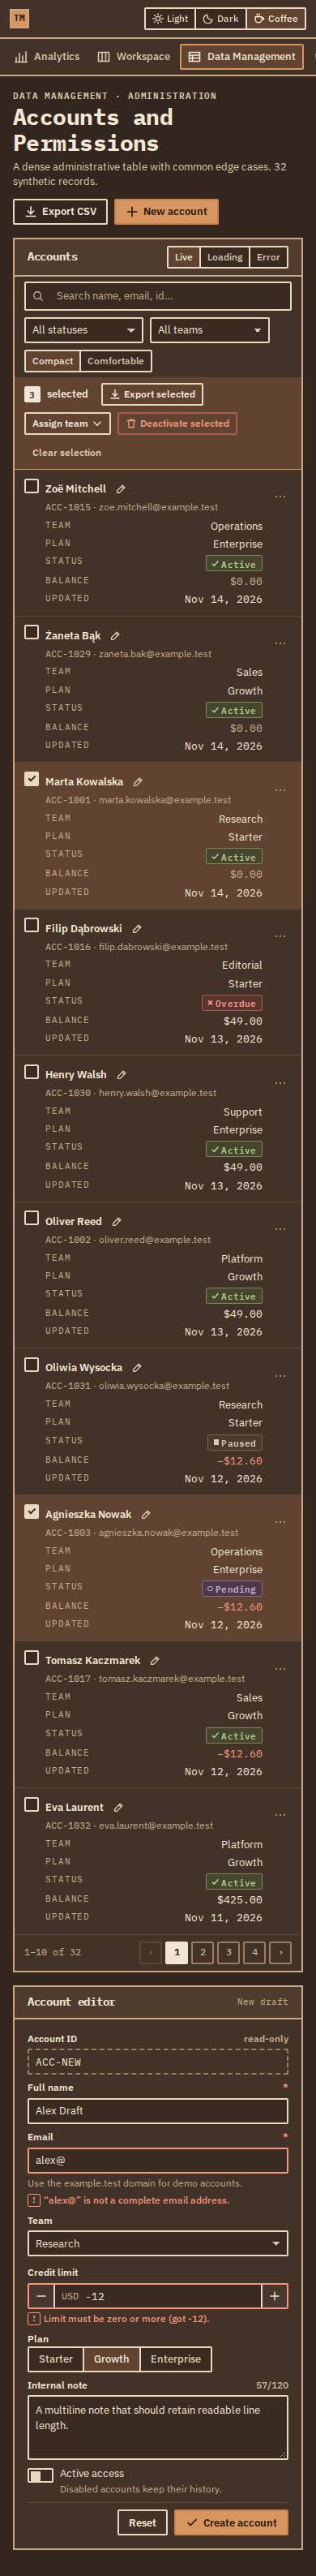 TM Light Dark Coffee
Analytics Workspace Data Management
DATA MANAGEMENT · ADMINISTRATION
Accounts and
Permissions
A dense administrative table with common edge cases. 32
synthetic records.
Export CSV New account
Accounts Live Loading Error
Search name, email, id…
All statuses All teams
Compact Comfortable
3 selected Export selected
Assign team Deactivate selected
Clear selection
Zoë Mitchell …
ACC-1015 · zoe.mitchell@example.test
TEAM Operations
PLAN Enterprise
STATUS Active
BALANCE $0.00
UPDATED Nov 14, 2026
Żaneta Bąk …
ACC-1029 · zaneta.bak@example.test
TEAM Sales
PLAN Growth
STATUS Active
BALANCE $0.00
UPDATED Nov 14, 2026
Marta Kowalska …
ACC-1001 · marta.kowalska@example.test
TEAM Research
PLAN Starter
STATUS Active
BALANCE $0.00
UPDATED Nov 14, 2026
Filip Dąbrowski …
ACC-1016 · filip.dabrowski@example.test
TEAM Editorial
PLAN Starter
STATUS Overdue
BALANCE $49.00
UPDATED Nov 13, 2026
Henry Walsh …
ACC-1030 · henry.walsh@example.test
TEAM Support
PLAN Enterprise
STATUS Active
BALANCE $49.00
UPDATED Nov 13, 2026
Oliver Reed …
ACC-1002 · oliver.reed@example.test
TEAM Platform
PLAN Growth
STATUS Active
BALANCE $49.00
UPDATED Nov 13, 2026
Oliwia Wysocka …
ACC-1031 · oliwia.wysocka@example.test
TEAM Research
PLAN Starter
STATUS Paused
BALANCE −$12.60
UPDATED Nov 12, 2026
Agnieszka Nowak …
ACC-1003 · agnieszka.nowak@example.test
TEAM Operations
PLAN Enterprise
STATUS Pending
BALANCE −$12.60
UPDATED Nov 12, 2026
Tomasz Kaczmarek …
ACC-1017 · tomasz.kaczmarek@example.test
TEAM Sales
PLAN Growth
STATUS Active
BALANCE −$12.60
UPDATED Nov 12, 2026
Eva Laurent …
ACC-1032 · eva.laurent@example.test
TEAM Platform
PLAN Growth
STATUS Active
BALANCE $425.00
UPDATED Nov 11, 2026
1–10 of 32 ‹ 1 2 3 4 ›
Account editor New draft
Account ID read-only
ACC-NEW
Full name *
Alex Draft
Email *
alex@
Use the example.test domain for demo accounts.
! “alex@” is not a complete email address.
Team
Research
Credit limit
− USD -12 +
! Limit must be zero or more (got -12).
Plan
Starter Growth Enterprise
Internal note 57/120
A multiline note that should retain readable line
length.
Active access
Disabled accounts keep their history.
Reset Create account